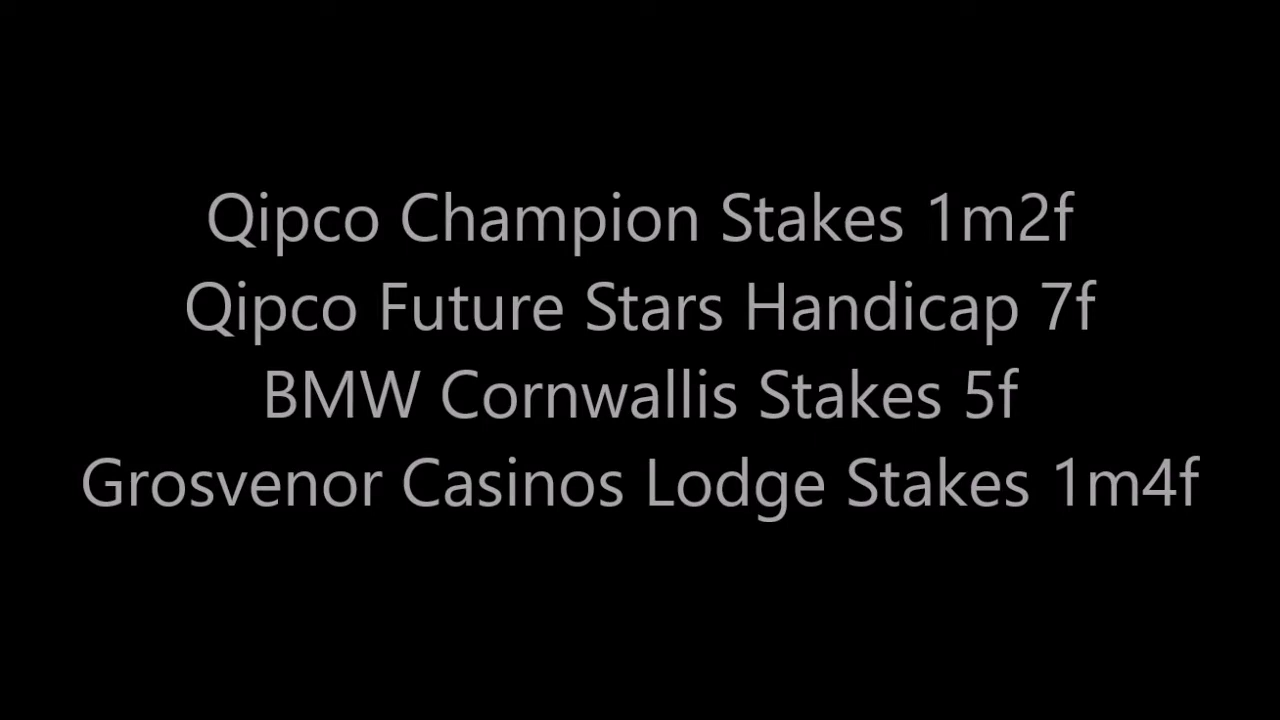 Qipco Champion Stakes 1m2f
Qipco Future Stars Handicap 7f
BMW Cornwallis Stakes 5f
Grosvenor Casinos Lodge Stakes 1m4f